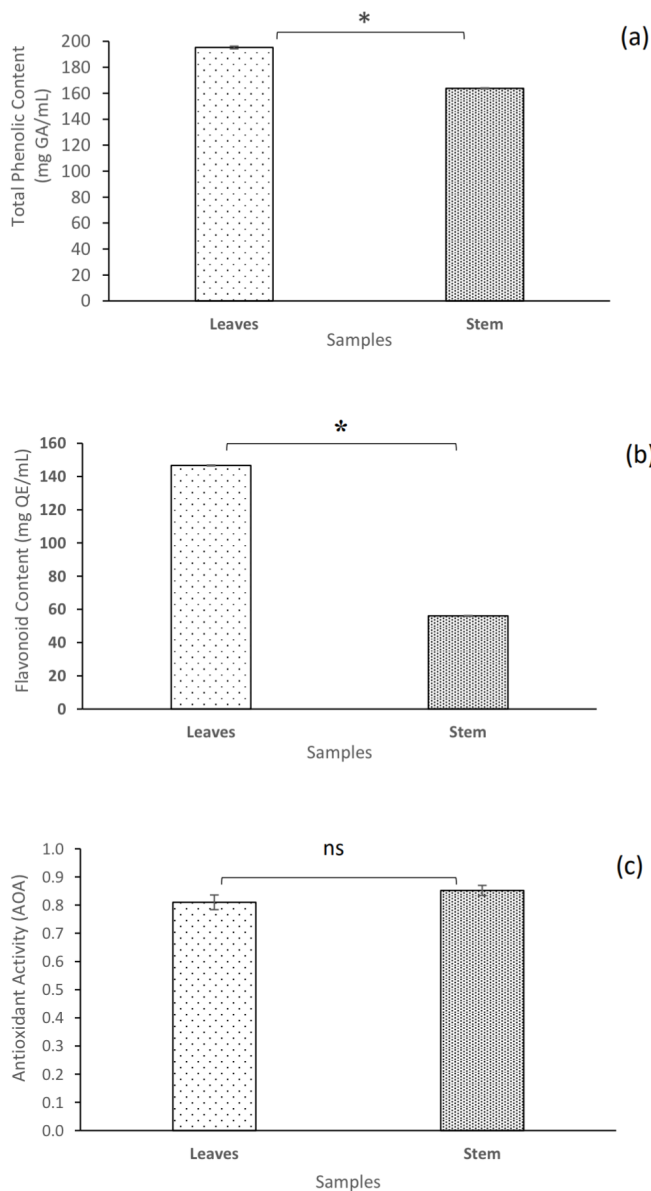 *
(a)
Total Phenolic Content
(mg GA/mL)
200
180
160
140
120
100
80
60
40
20
0
Leaves
Stem
Samples
*
(b)
Flavonoid Content (mg QE/mL)
160
140
120
100
80
60
40
20
0
Leaves
Stem
Samples
ns
(c)
Antioxidant Activity (AOA)
1.0
0.9
0.8
0.7
0.6
0.5
0.4
0.3
0.2
0.1
0.0
Leaves
Stem
Samples